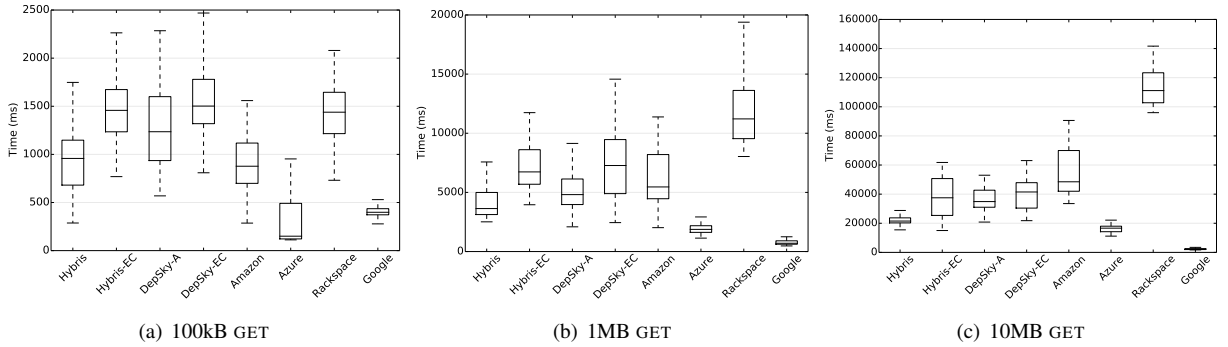 2500
2000
1500
1000
500
0
Time (ms)
Hybris
Hybris-EC
DepSky-A
DepSky-EC
Amazon
Azure
Rackspace
Google
(a) 100kB GET
20000
15000
10000
5000
0
Time (ms)
Hybris
Hybris-EC
DepSky-A
DepSky-EC
Amazon
Azure
Rackspace
Google
(b) 1MB GET
160000
140000
120000
100000
80000
60000
40000
20000
0
Time (ms)
Hybris
Hybris-EC
DepSky-A
DepSky-EC
Amazon
Azure
Rackspace
Google
(c) 10MB GET